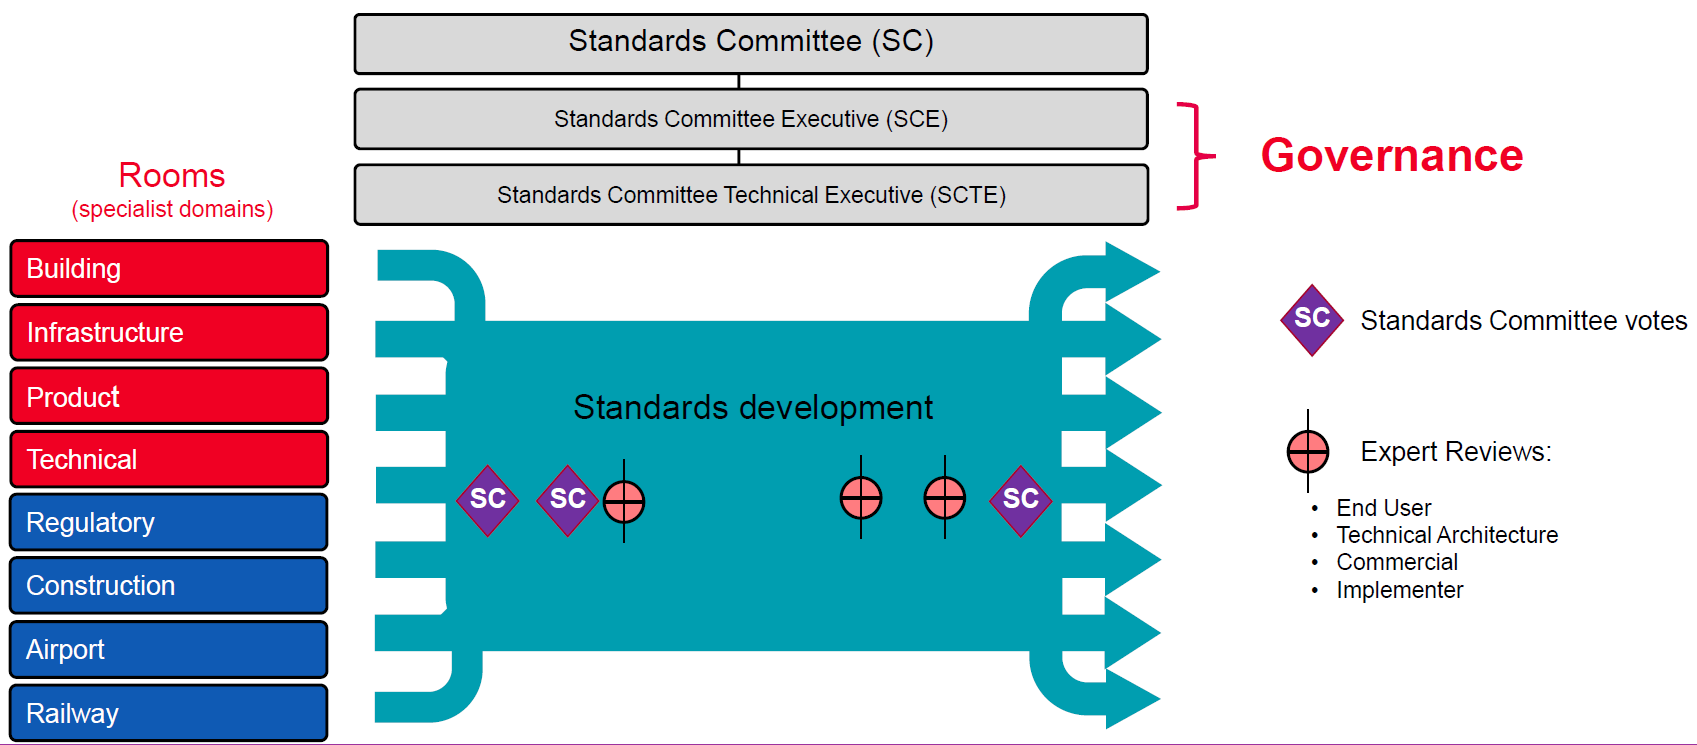 Standards Committee (SC)
Standards Committee Executive (SCE)
Standards Committee Technical Executive (SCTE)
Governance
Rooms
(specialist domains)
Building
Infrastructure
Product
Technical
Regulatory
Construction
Airport
Railway
Standards development
SC
SC
SC
SC
Standards Committee votes
Expert Reviews:
• End User
• Technical Architecture
• Commercial
• Implementer